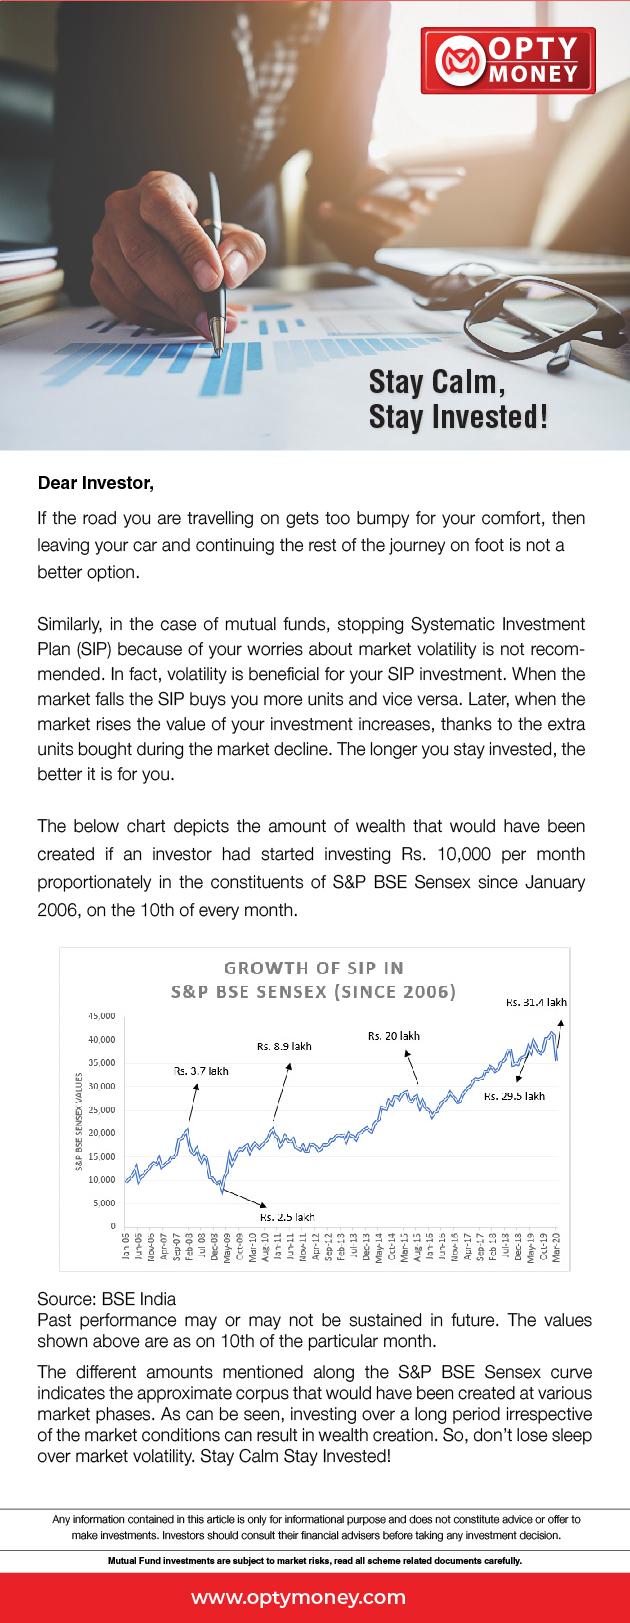 OPTY
MONEY
Stay Calm,
Stay Invested!
Dear Investor,
If the road you are travelling on gets too bumpy for your comfort, then
leaving your car and continuing the rest of the journey on foot is not a
better option.
Similarly, in the case of mutual funds, stopping Systematic Investment
Plan (SIP) because of your worries about market volatility is not recom-
mended. In fact, volatility is beneficial for your SIP investment. When the
market falls the SIP buys you more units and vice versa. Later, when the
market rises the value of your investment increases, thanks to the extra
units bought during the market decline. The longer you stay invested, the
better it is for you.
The below chart depicts the amount of wealth that would have been
created if an investor had started investing Rs. 10,000 per month
proportionately in the constituents of S&P BSE Sensex since January
2006, on the 10th of every month.
GROWTH OF SIP IN
S&P BSE SENSEX (SINCE 2006)
S&P BSE SENSEX VALUES
45,000
40,000
35,000
30,000
25,000
20,000
15,000
10,000
5,000
0
Rs. 3.7 lakh
Rs. 2.5 lakh
Rs. 8.9 lakh
Rs. 20 lakh
Rs. 29.5 lakh
Rs. 31.4 lakh
Jan-06
Jun-06
Nov-06
Apr-07
Sep-07
Feb-08
Jul-08
Dec-08
May-09
Oct-09
Mar-10
Aug-10
Jan-11
Jun-11
Nov-11
Apr-12
Sep-12
Feb-13
Jul-13
Dec-13
May-14
Oct-14
Mar-15
Aug-15
Jan-16
Jun-16
Nov-16
Apr-17
Sep-17
Feb-18
Jul-18
Dec-18
May-19
Oct-19
Mar-20
Source: BSE India
Past performance may or may not be sustained in future. The values
shown above are as on 10th of the particular month.
The different amounts mentioned along the S&P BSE Sensex curve
indicates the approximate corpus that would have been created at various
market phases. As can be seen, investing over a long period irrespective
of the market conditions can result in wealth creation. So, don't lose sleep
over market volatility. Stay Calm Stay Invested!
Any information contained in this article is only for informational purpose and does not constitute advice or offer to
make investments. Investors should consult their financial advisers before taking any investment decision.
Mutual Fund investments are subject to market risks, read all scheme related documents carefully.
www.optymoney.com